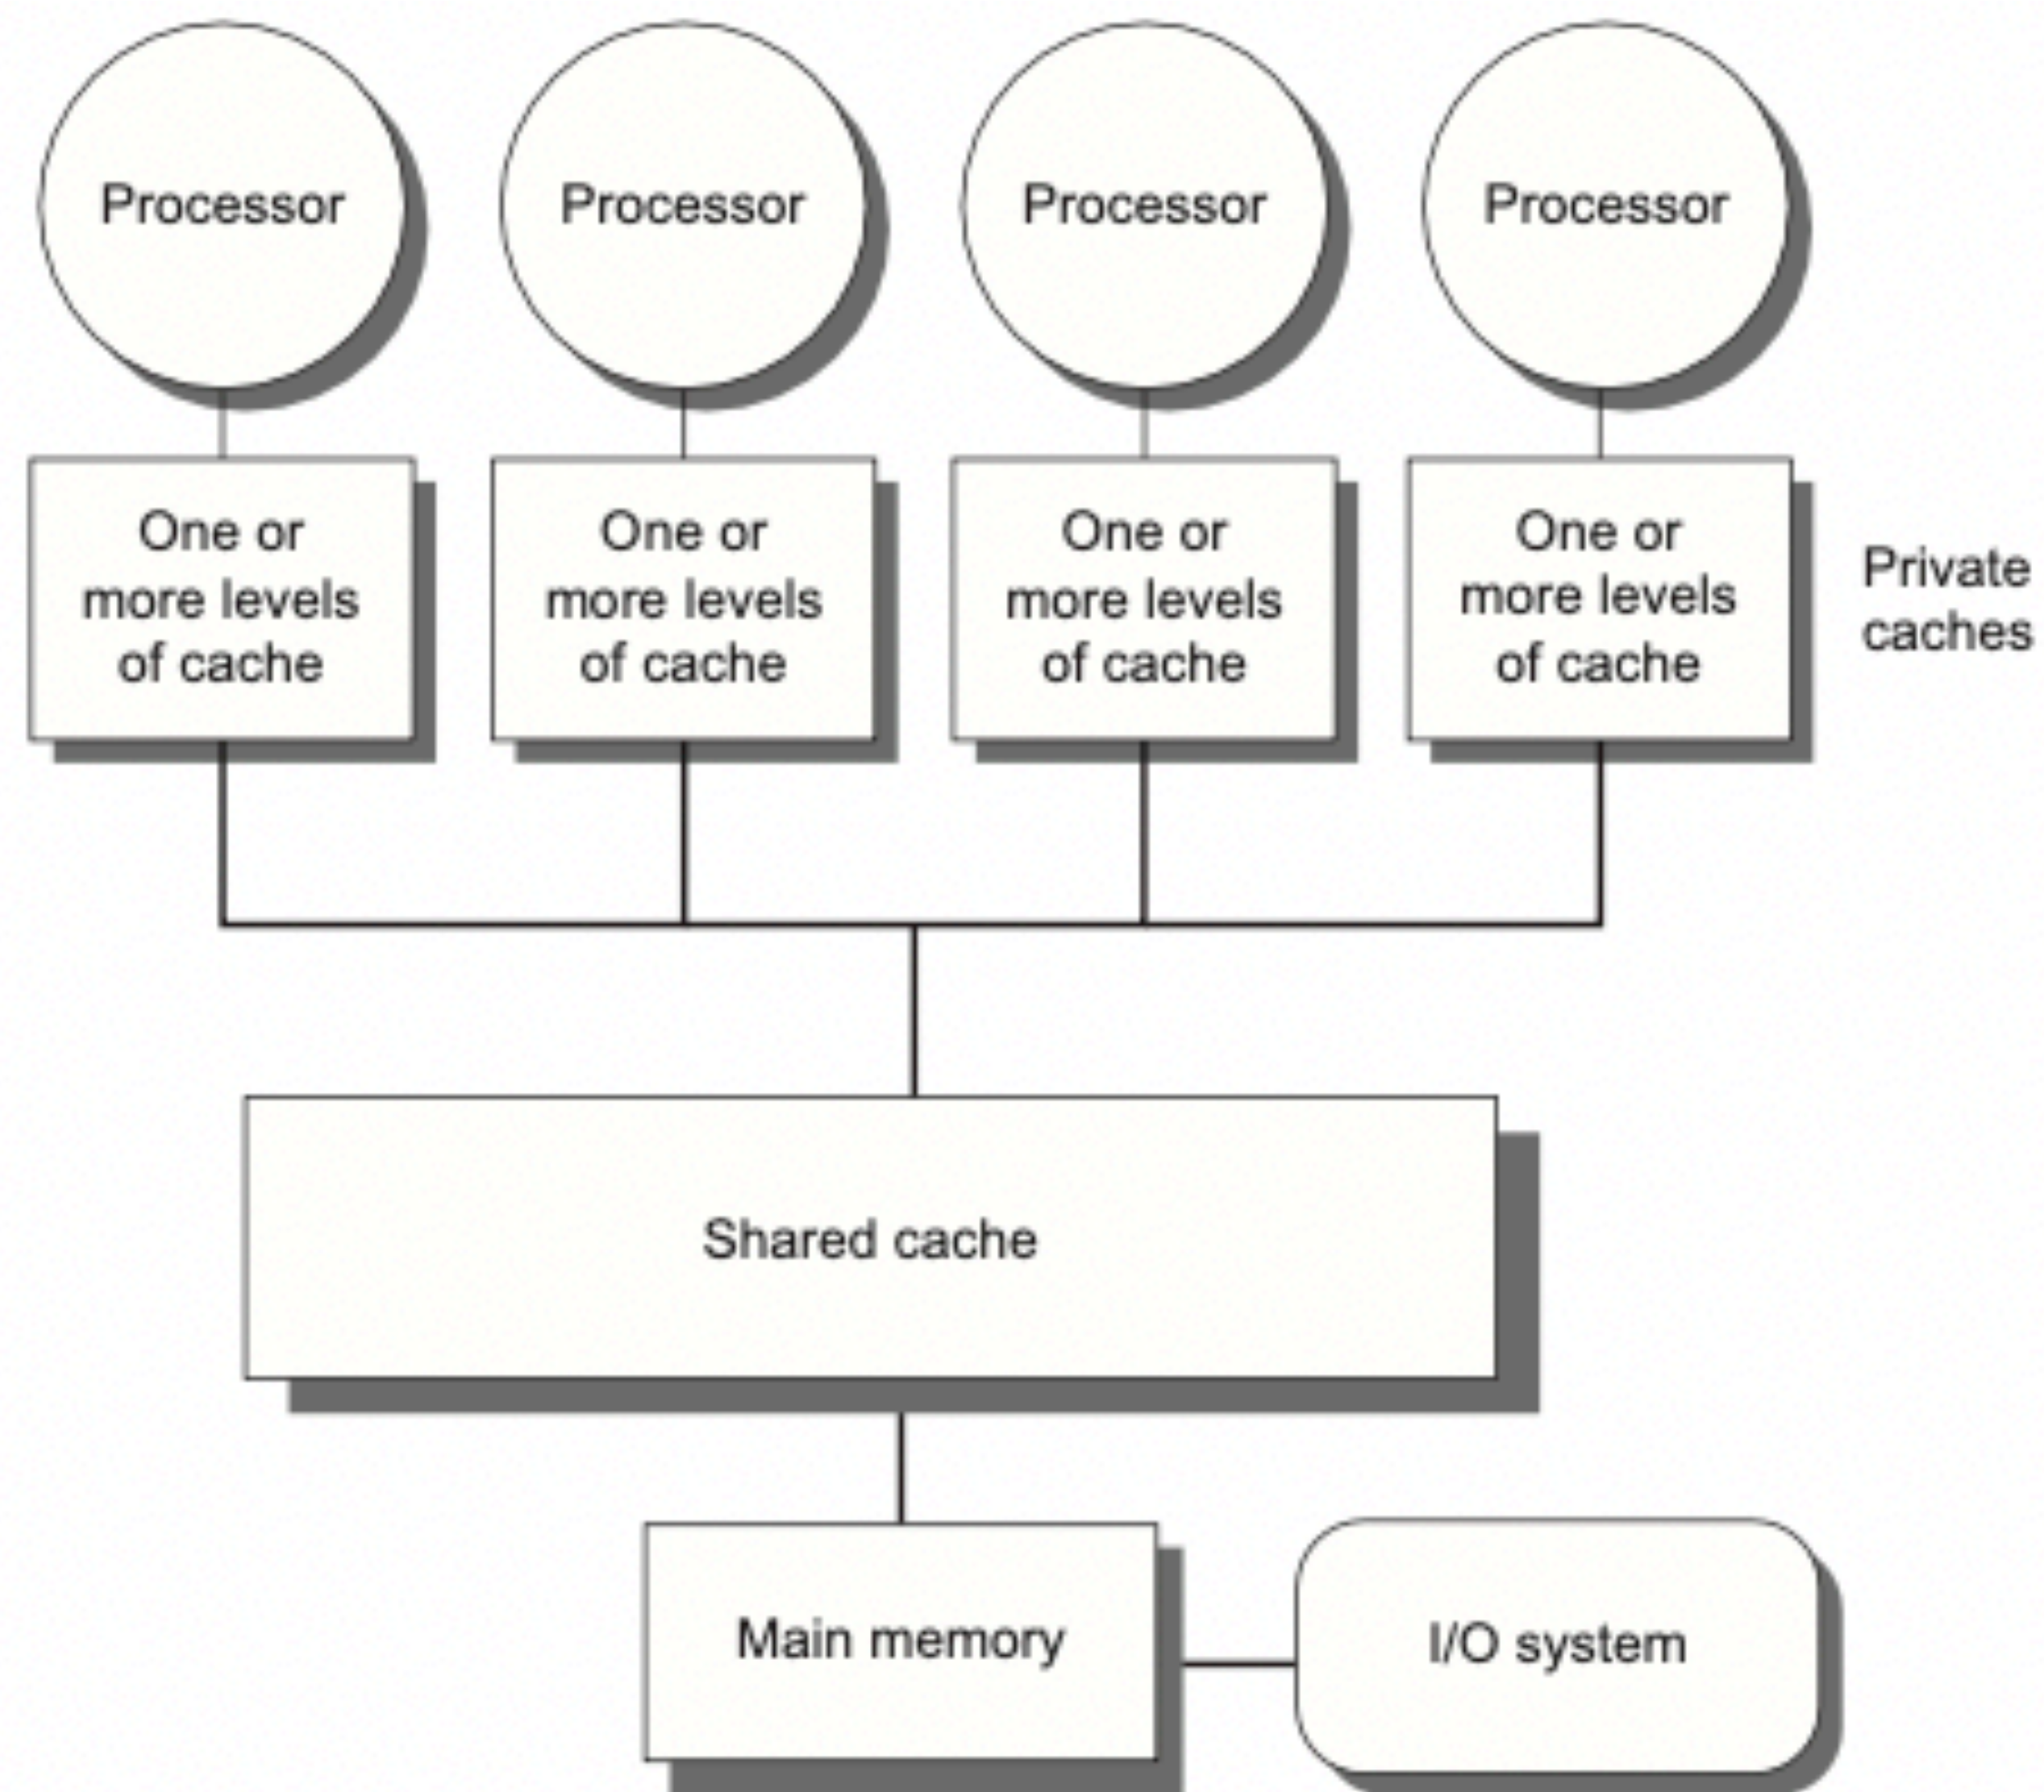 Processor
Processor
Processor
Processor
One or
more levels
of cache
One or
more levels
of cache
One or
more levels
of cache
One or
more levels
of cache
Private
caches
Shared cache
Main memory
I/O system